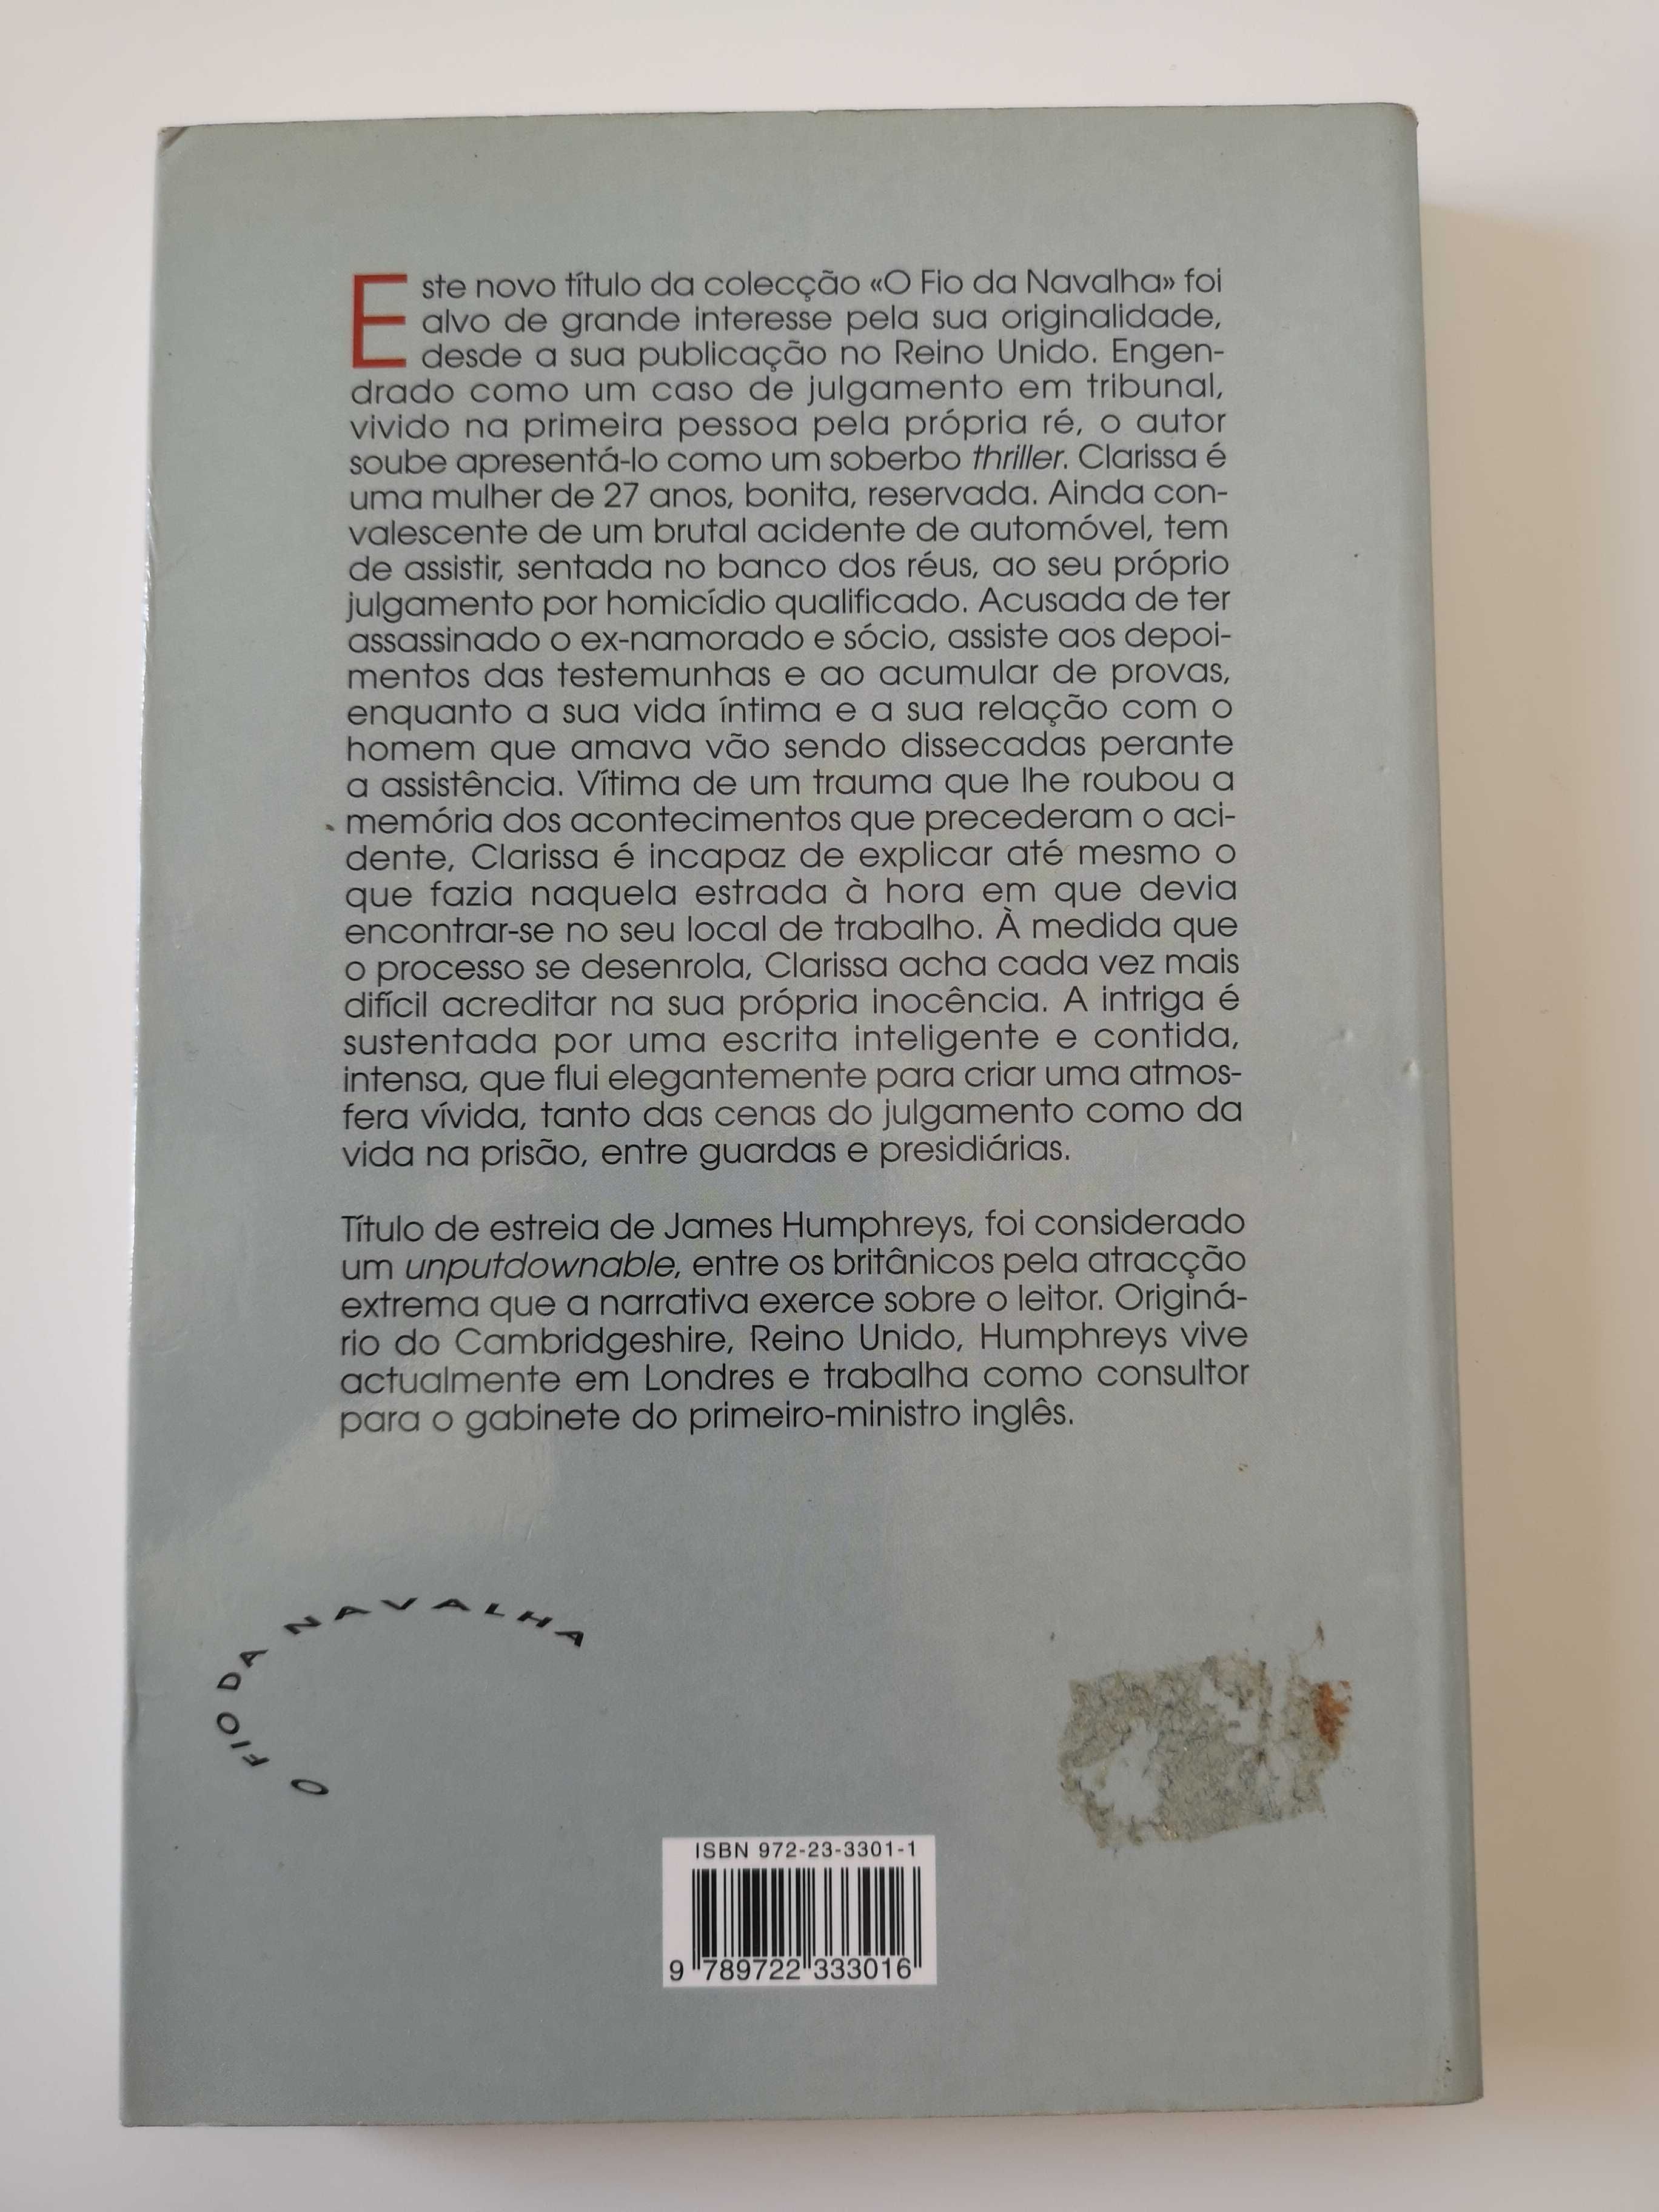 Este novo título da colecção «O Fio da Navalha» foi
alvo de grande interesse pela sua originalidade,
desde a sua publicação no Reino Unido. Engen-
drado como um caso de julgamento em tribunal,
vivido na primeira pessoa pela própria ré, o autor
soube apresentá-lo como um soberbo thriller. Clarissa é
uma mulher de 27 anos, bonita, reservada. Ainda con-
valescente de um brutal acidente de automóvel, tem
de assistir, sentada no banco dos réus, ao seu próprio
julgamento por homicídio qualificado. Acusada de ter
assassinado o ex-namorado e sócio, assiste aos depoi-
mentos das testemunhas e ao acumular de provas,
enquanto a sua vida íntima e a sua relação com o
homem que amava vão sendo dissecadas perante
a assistência. Vítima de um trauma que lhe roubou a
memória dos acontecimentos que precederam o aci-
dente, Clarissa é incapaz de explicar até mesmo o
que fazia naquela estrada à hora em que devia
encontrar-se no seu local de trabalho. À medida que
o processo se desenrola, Clarissa acha cada vez mais
difícil acreditar na sua própria inocência. A intriga é
sustentada por uma escrita inteligente e contida,
intensa, que flui elegantemente para criar uma atmos-
fera vívida, tanto das cenas do julgamento como da
vida na prisão, entre guardas e presidiárias.
Título de estreia de James Humphreys, foi considerado
um unputdownable, entre os britânicos pela atracção
extrema que a narrativa exerce sobre o leitor. Originá-
rio do Cambridgeshire, Reino Unido, Humphreys vive
actualmente em Londres e trabalha como consultor
para o gabinete do primeiro-ministro inglês.
O FIO DA NAVALHA
ISBN 972-23-3301-1
9 789722 333016